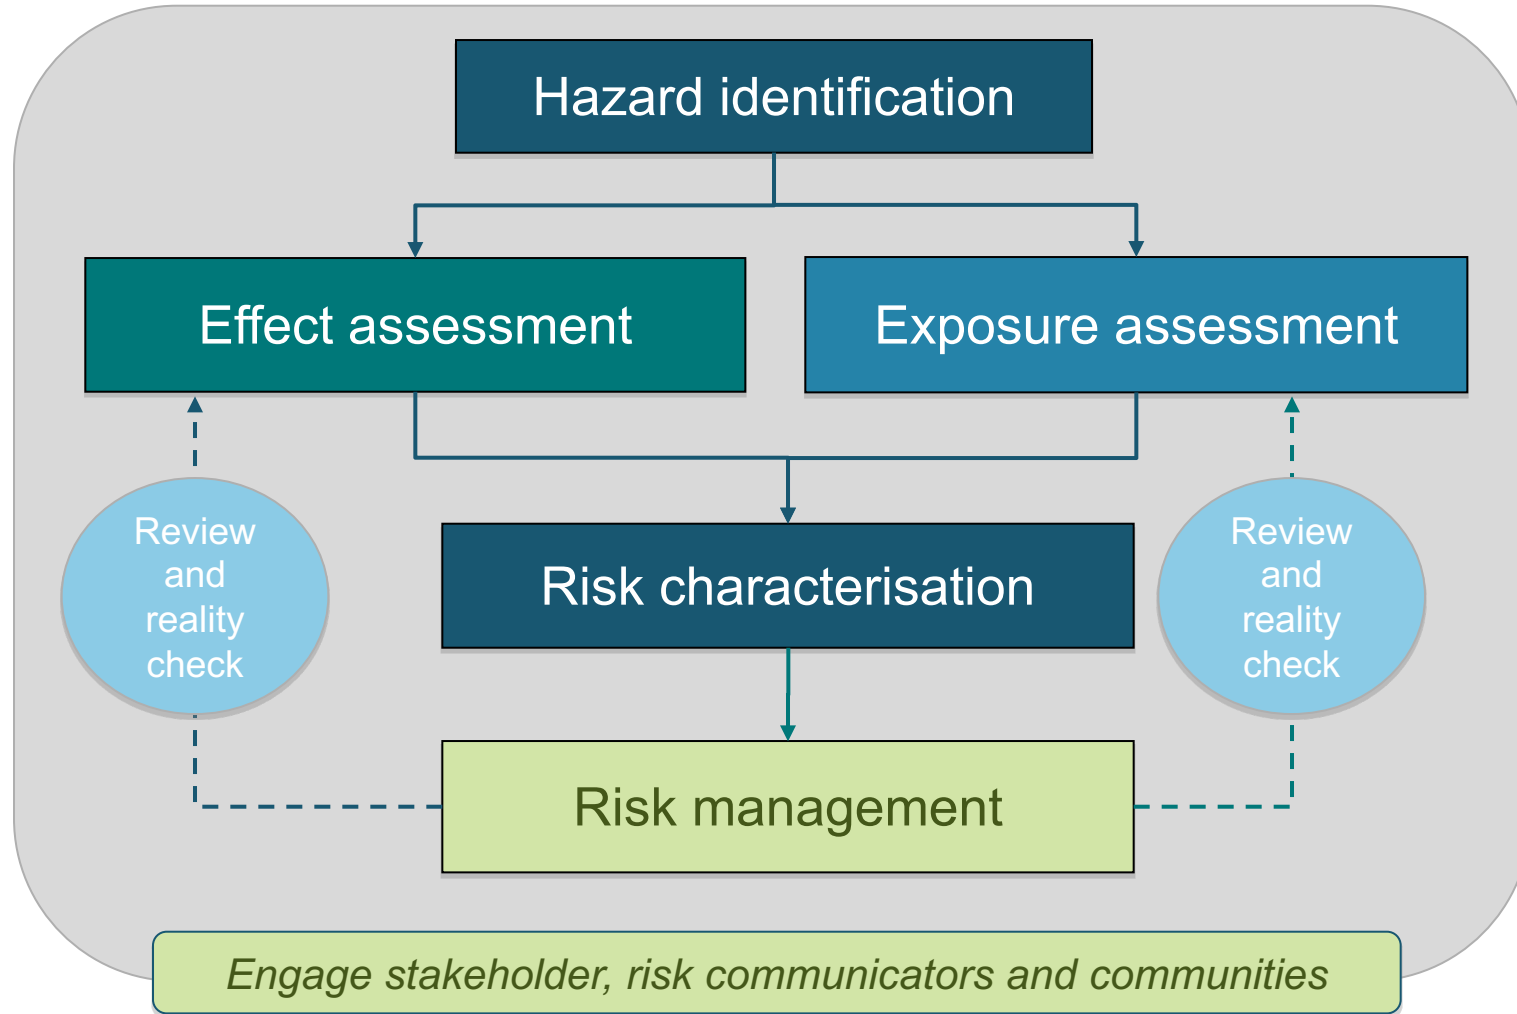 Hazard identification
Effect assessment
Exposure assessment
Review
and
reality
check
Risk characterisation
Review
and
reality
check
Risk management
Engage stakeholder, risk communicators and communities